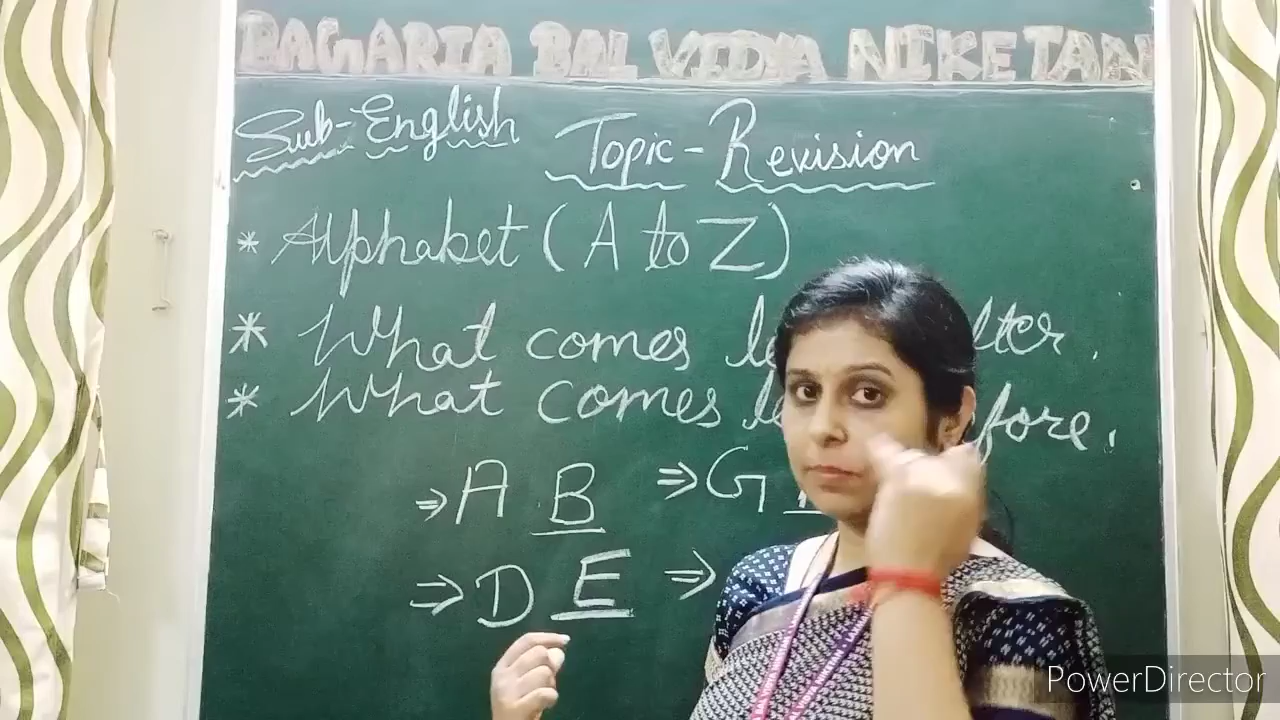 BAGARIA BAL VIDYA NIKETAN
Sub-English Topic-Revision
* Alphabet (A to Z)
* What comes
* What comes
⇒ A B ⇒ G
⇒ D E ⇒
PowerDirector